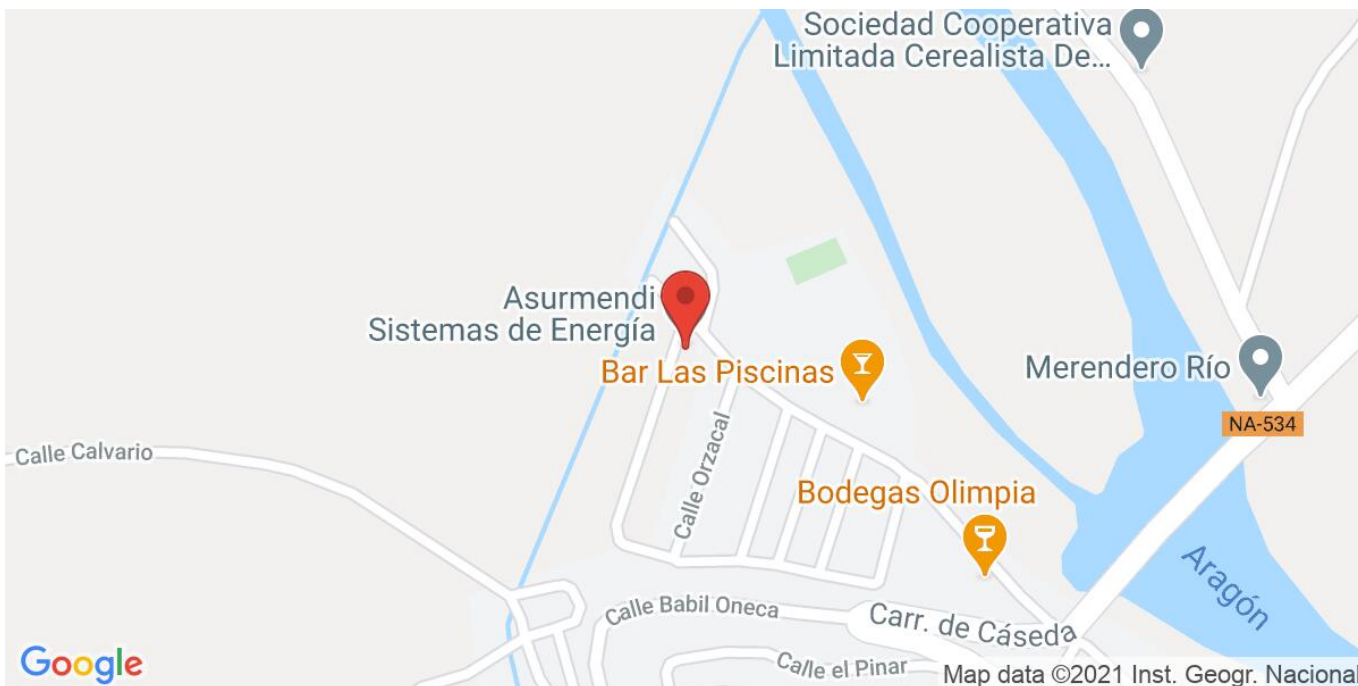 Sociedad Cooperativa
Limitada Cerealista De...
Asurmendi
Sistemas de Energía
Bar Las Piscinas
Merendero Río
NA-534
Calle Calvario
Calle Orzacal
Bodegas Olimpia
Aragón
Calle Babil Oneca
Carr. de Cáseda
Calle el Pinar
Google
Map data ©2021 Inst. Geogr. Nacional